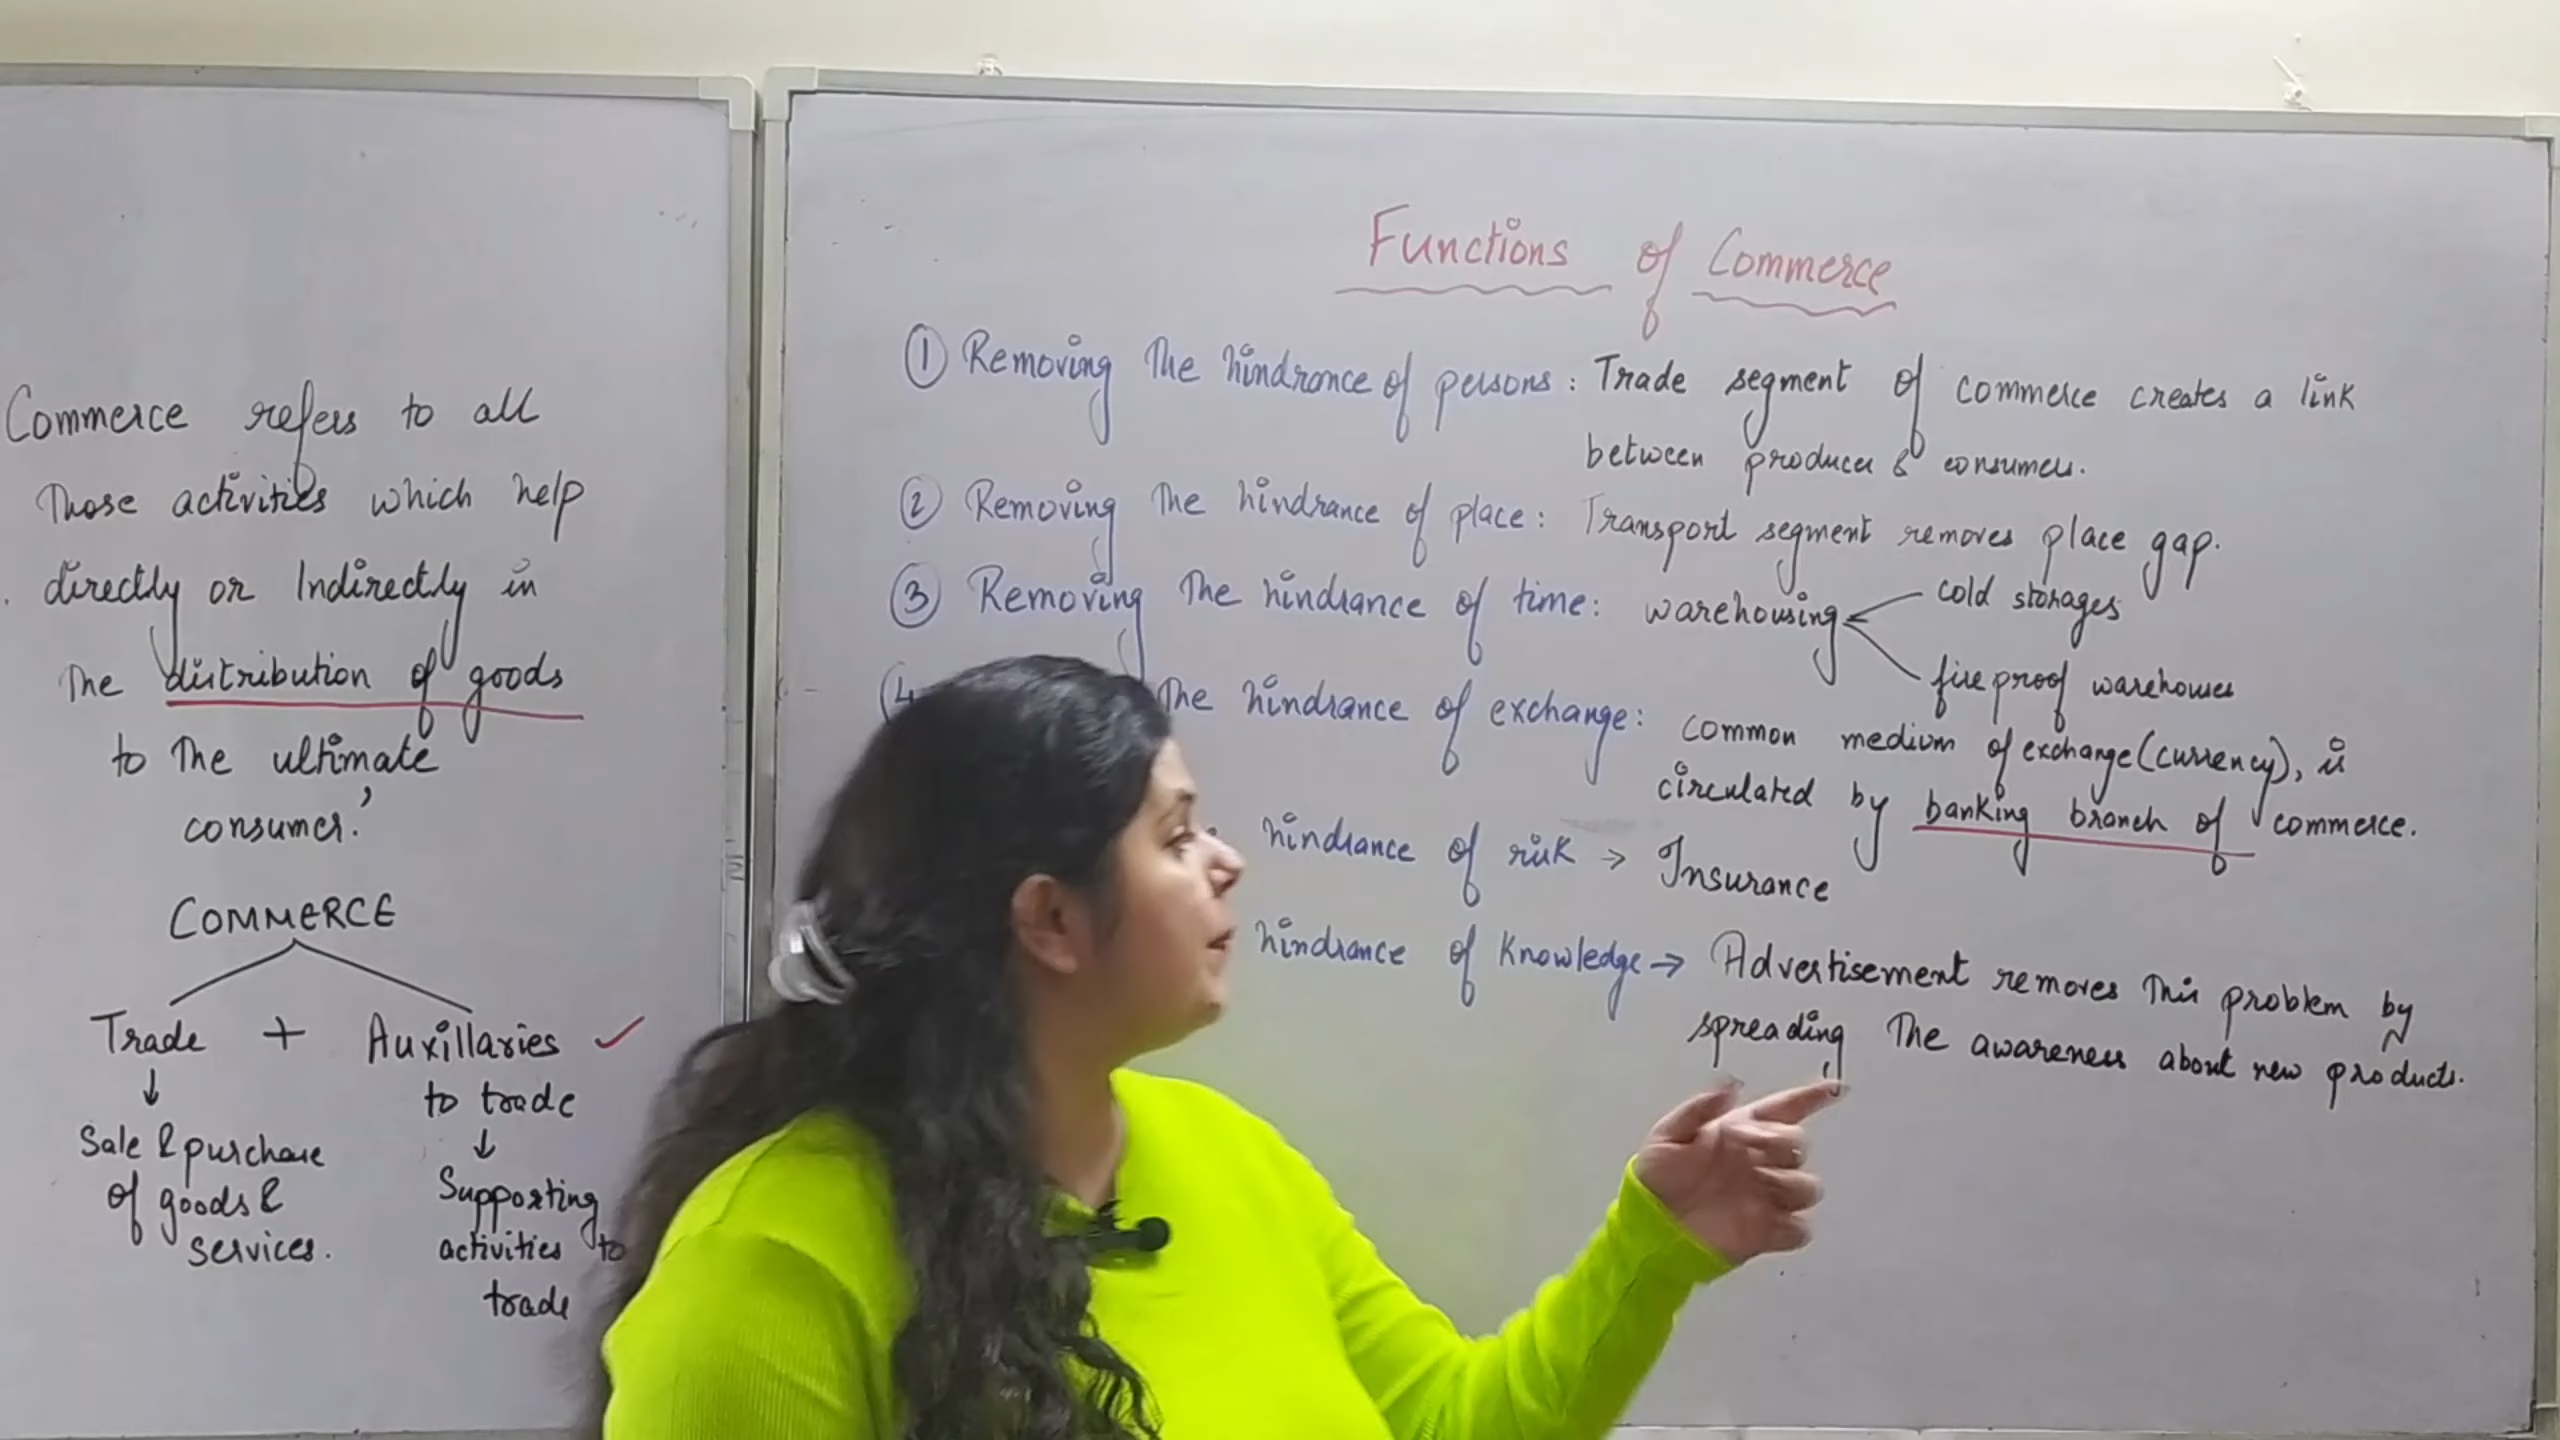 Commerce refers to all
those activities which help
directly or Indirectly in
the distribution of goods
to the ultimate
consumer.'
COMMERCE
Trade + Auxillaries ✓
to trade
↓ ↓
Sale & purchase
of goods &
services.
Supporting
activities to
trade
Functions of Commerce
① Removing the hindrance of persons : Trade segment of commerce creates a link
between producer & consumers.
② Removing the hindrance of place : Transport segment removes place gap.
③ Removing the hindrance of time : warehousing
cold storages
fireproof warehouses
(4 the hindrance of exchange : common medium of exchange (currency), is
circulated by banking branch of commerce.
hindrance of risk → Insurance
hindrance of Knowledge → Advertisement removes this problem by
spreading the awareness about new products.